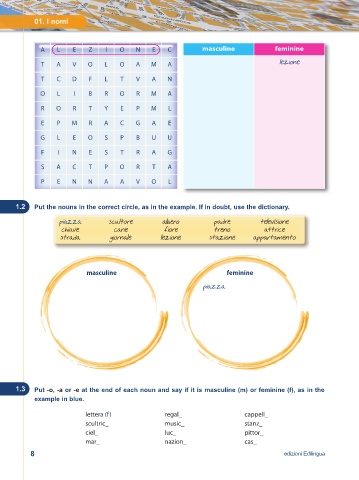 01. I nomi
A L E Z I O N E C
T A V O L O A M A
T C D F L T V A N
O L I B R O R M A
R O R T Y E P M L
E P M R A C G A E
G L E O S P B U U
F I N E S T R A G
S A C T P O R T A
P E N N A A V O L
masculine feminine
lezione
1.2 Put the nouns in the correct circle, as in the example. If in doubt, use the dictionary.
piazza scultore albero padre televisione
chiave cane fiore treno attrice
strada giornale lezione stazione appartamento
masculine feminine
piazza
1.3 Put -o, -a or -e at the end of each noun and say if it is masculine (m) or feminine (f), as in the
example in blue.
lettera (f) regal_ cappell_
scultric_ music_ stanz_
ciel_ luc_ pittor_
mar_ nazion_ cas_
8 edizioni Edilingua